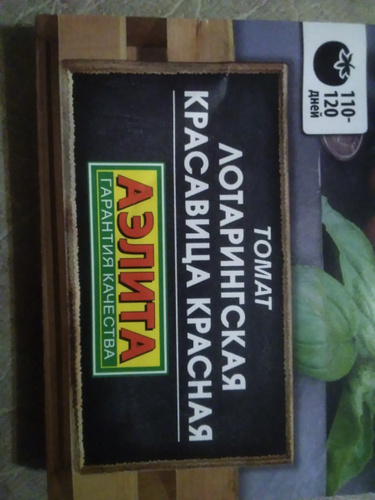 110-
120
дней
ТОМАТ
ЛОТАРИНГСКАЯ
КРАСАВИЦА КРАСНАЯ
АЭЛИТА
ГАРАНТИЯ КАЧЕСТВА